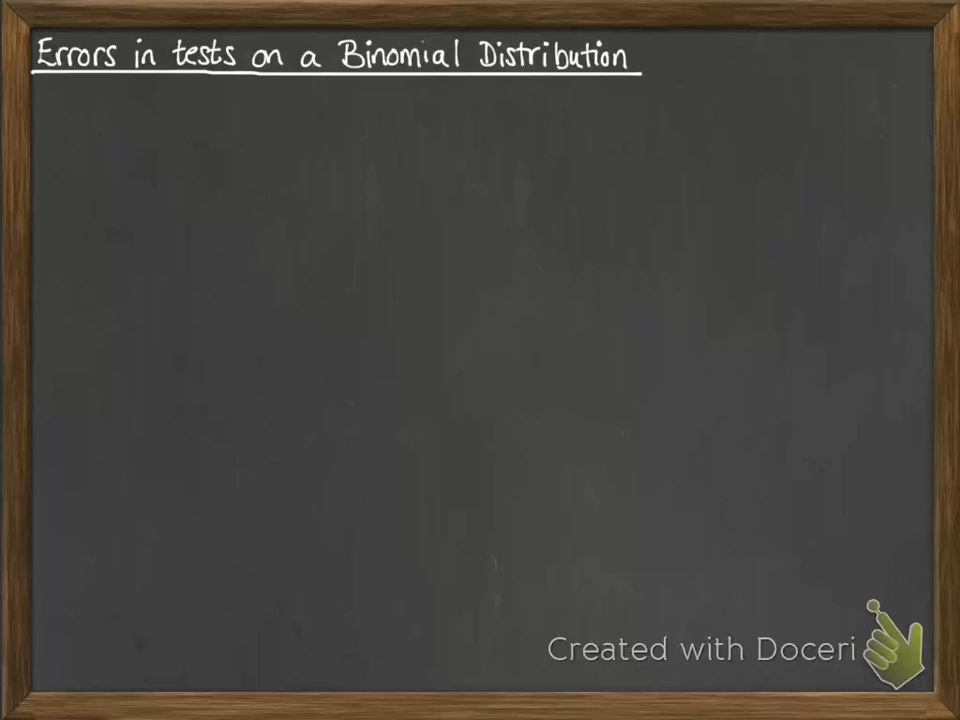 Errors in tests on a Binomial Distribution
Created with Doceri